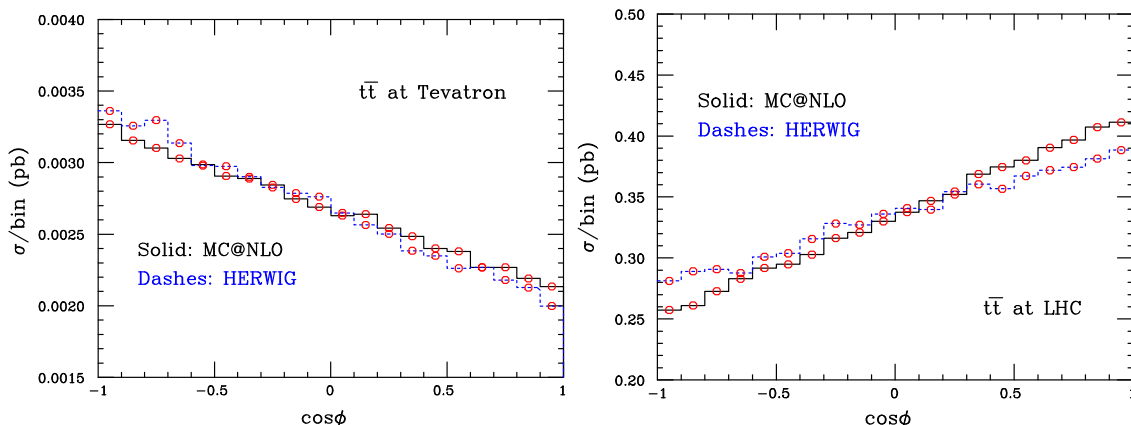 0.0040
0.0035
0.0030
0.0025
0.0020
0.0015
σ/bin (pb)
tt̅ at Tevatron
Solid: MC@NLO
Dashes: HERWIG
−1
−0.5
0
0.5
1
cosϕ
0.50
0.45
0.40
0.35
0.30
0.25
0.20
σ/bin (pb)
Solid: MC@NLO
Dashes: HERWIG
tt̅ at LHC
−1
−0.5
0
0.5
1
cosϕ